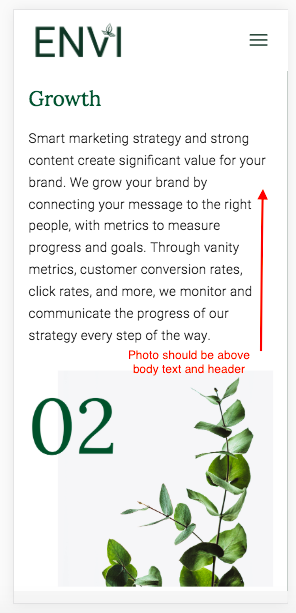 ENVI
Growth
Smart marketing strategy and strong
content create significant value for your
brand. We grow your brand by
connecting your message to the right
people, with metrics to measure
progress and goals. Through vanity
metrics, customer conversion rates,
click rates, and more, we monitor and
communicate the progress of our
strategy every step of the way.
Photo should be above
body text and header
02